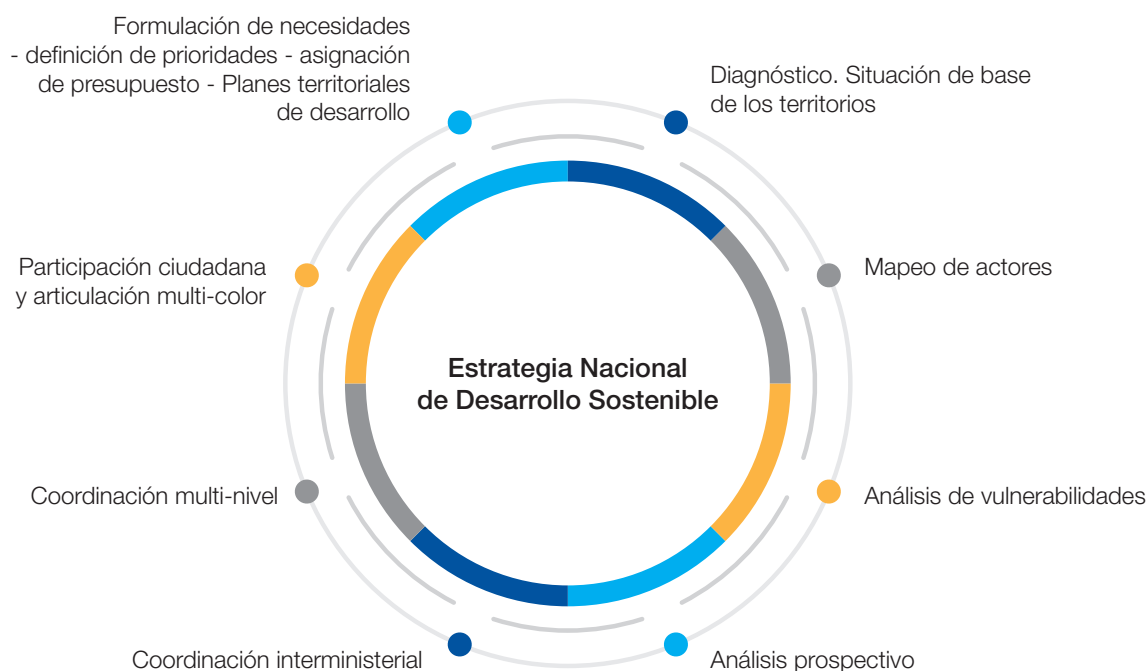 Formulación de necesidades
- definición de prioridades - asignación
de presupuesto - Planes territoriales
de desarrollo
Diagnóstico. Situación de base
de los territorios
Participación ciudadana
y articulación multi-color
Mapeo de actores
Estrategia Nacional
de Desarrollo Sostenible
Coordinación multi-nivel
Análisis de vulnerabilidades
Coordinación interministerial
Análisis prospectivo